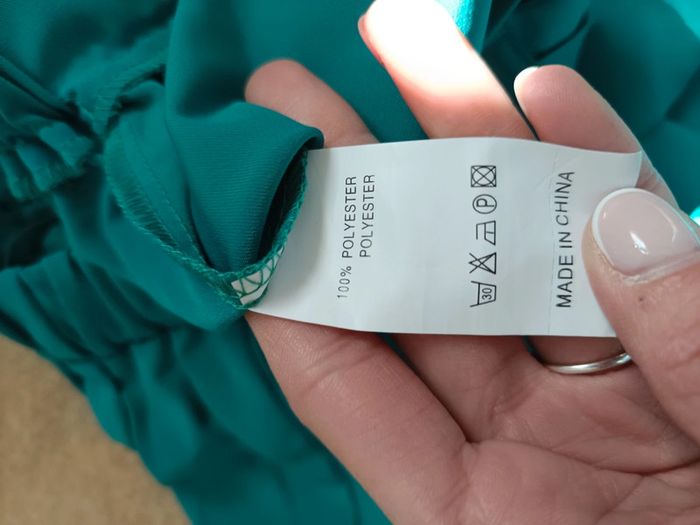 100% POLYESTER
POLYESTER
30 P
MADE IN CHINA